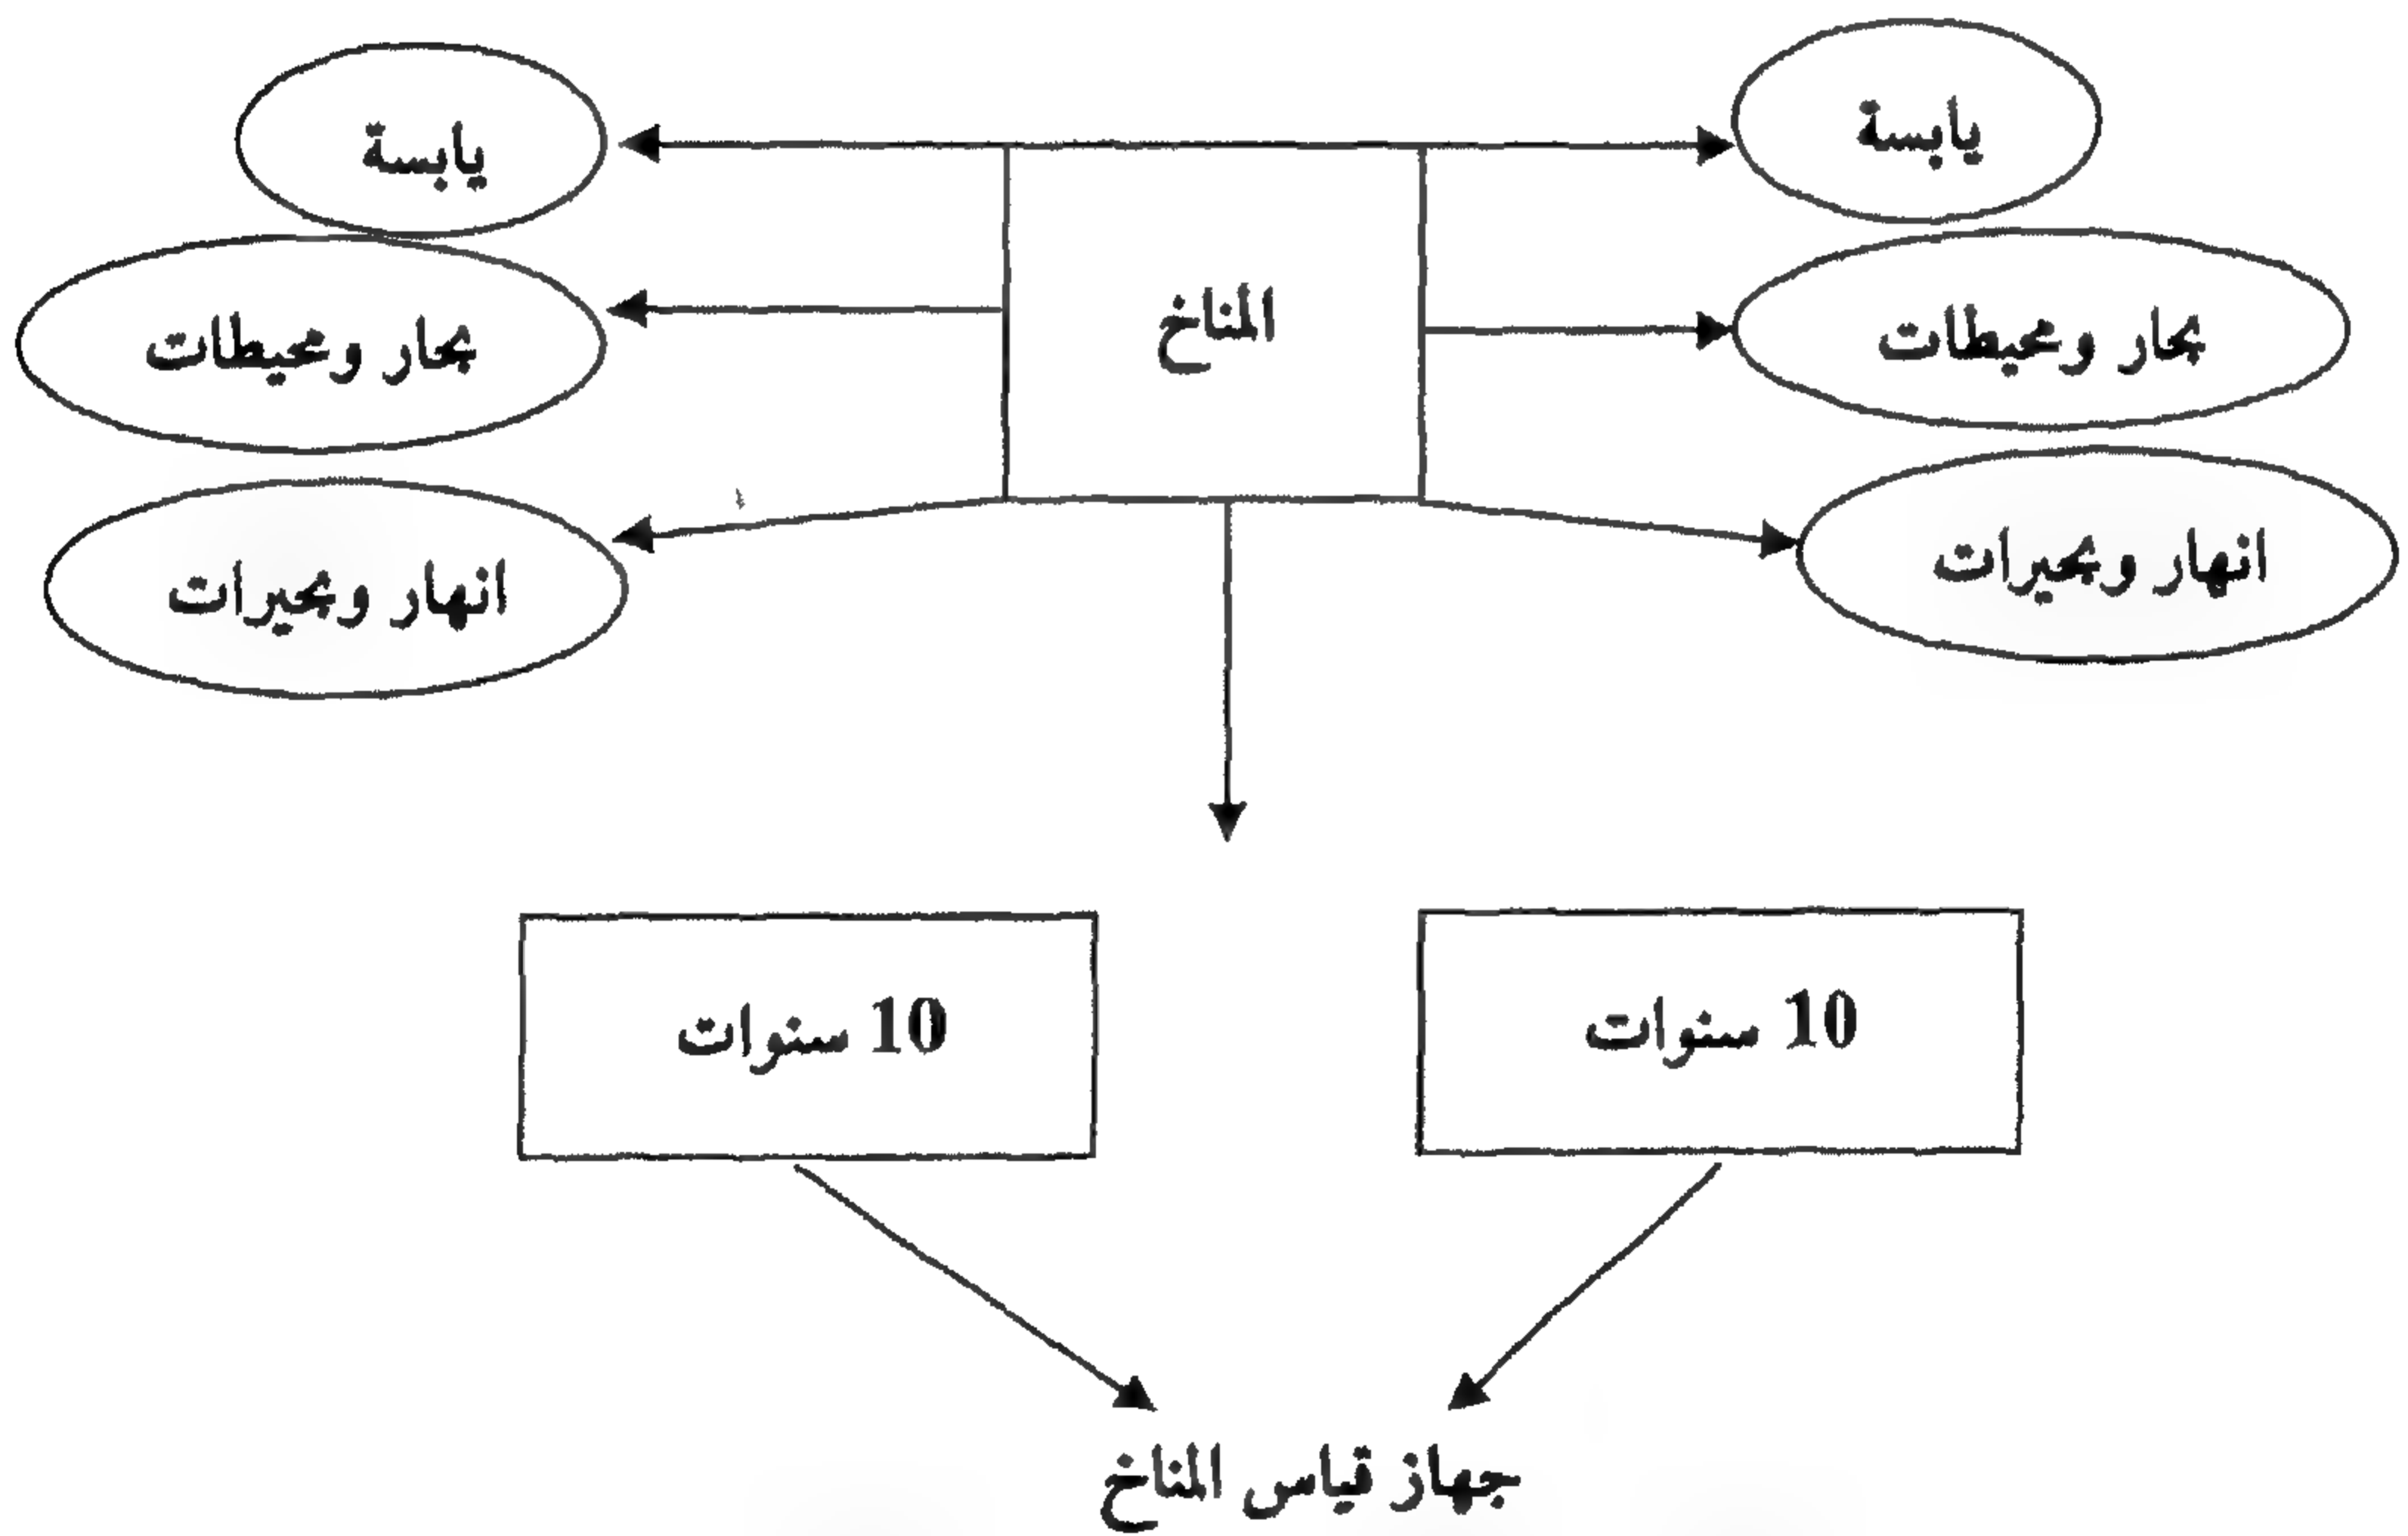 يابسة
يابسة
المناخ
بحار ومحيطات
بحار ومحيطات
انهار وبحيرات
انهار وبحيرات
10 سنوات
10 سنوات
جهاز قياس المناخ